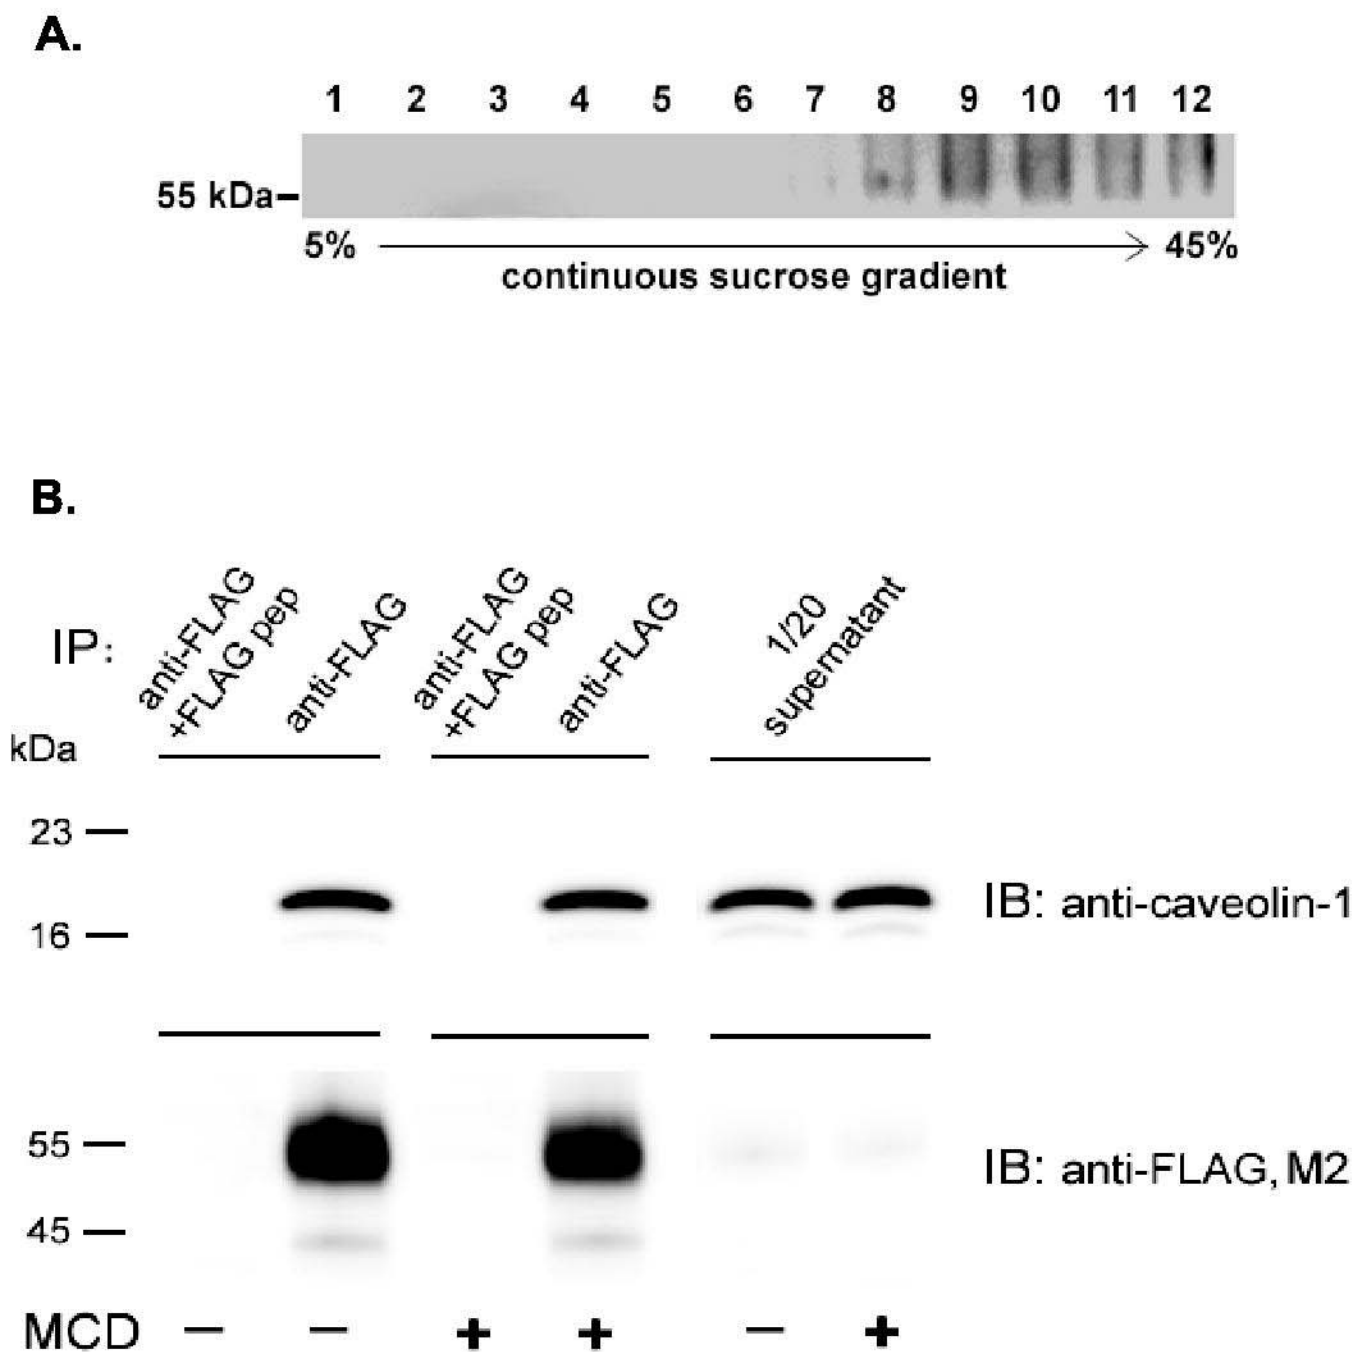 A.
1 2 3 4 5 6 7 8 9 10 11 12
55 kDa
5% 45%
continuous sucrose gradient
B.
IP:
anti-FLAG
+FLAG pep
anti-FLAG
anti-FLAG
+FLAG pep
anti-FLAG
1/20
supernatant
kDa
23
16
IB: anti-caveolin-1
55
45
IB: anti-FLAG, M2
MCD − − + + − +